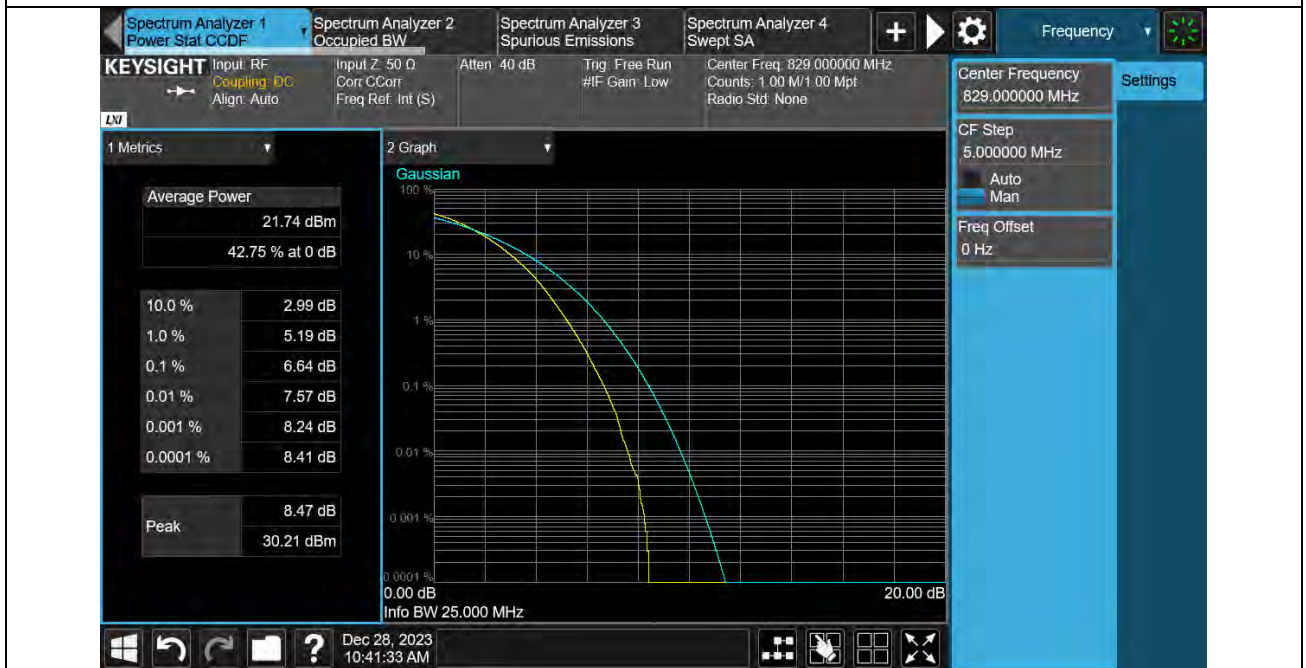 Spectrum Analyzer 1
Power Stat CCDF
Spectrum Analyzer 2
Occupied BW
Spectrum Analyzer 3
Spurious Emissions
Spectrum Analyzer 4
Swept SA
Frequency
KEYSIGHT
LXI
Input: RF
Coupling: DC
Align: Auto
Input Z: 50 Ω
Corr CCorr
Freq Ref: Int (S)
Atten: 40 dB
Trig: Free Run
#IF Gain: Low
Center Freq: 829.000000 MHz
Counts: 1.00 M/1.00 Mpt
Radio Std: None
Center Frequency
829.000000 MHz
Settings
CF Step
5.000000 MHz
Auto
Man
Freq Offset
0 Hz
1 Metrics
Average Power
21.74 dBm
42.75 % at 0 dB
10.0 % 2.99 dB
1.0 % 5.19 dB
0.1 % 6.64 dB
0.01 % 7.57 dB
0.001 % 8.24 dB
0.0001 % 8.41 dB
Peak
8.47 dB
30.21 dBm
2 Graph
Gaussian
100 %
10 %
1 %
0.1 %
0.01 %
0.001 %
0.0001 %
0.00 dB 20.00 dB
Info BW 25.000 MHz
?
Dec 28, 2023
10:41:33 AM